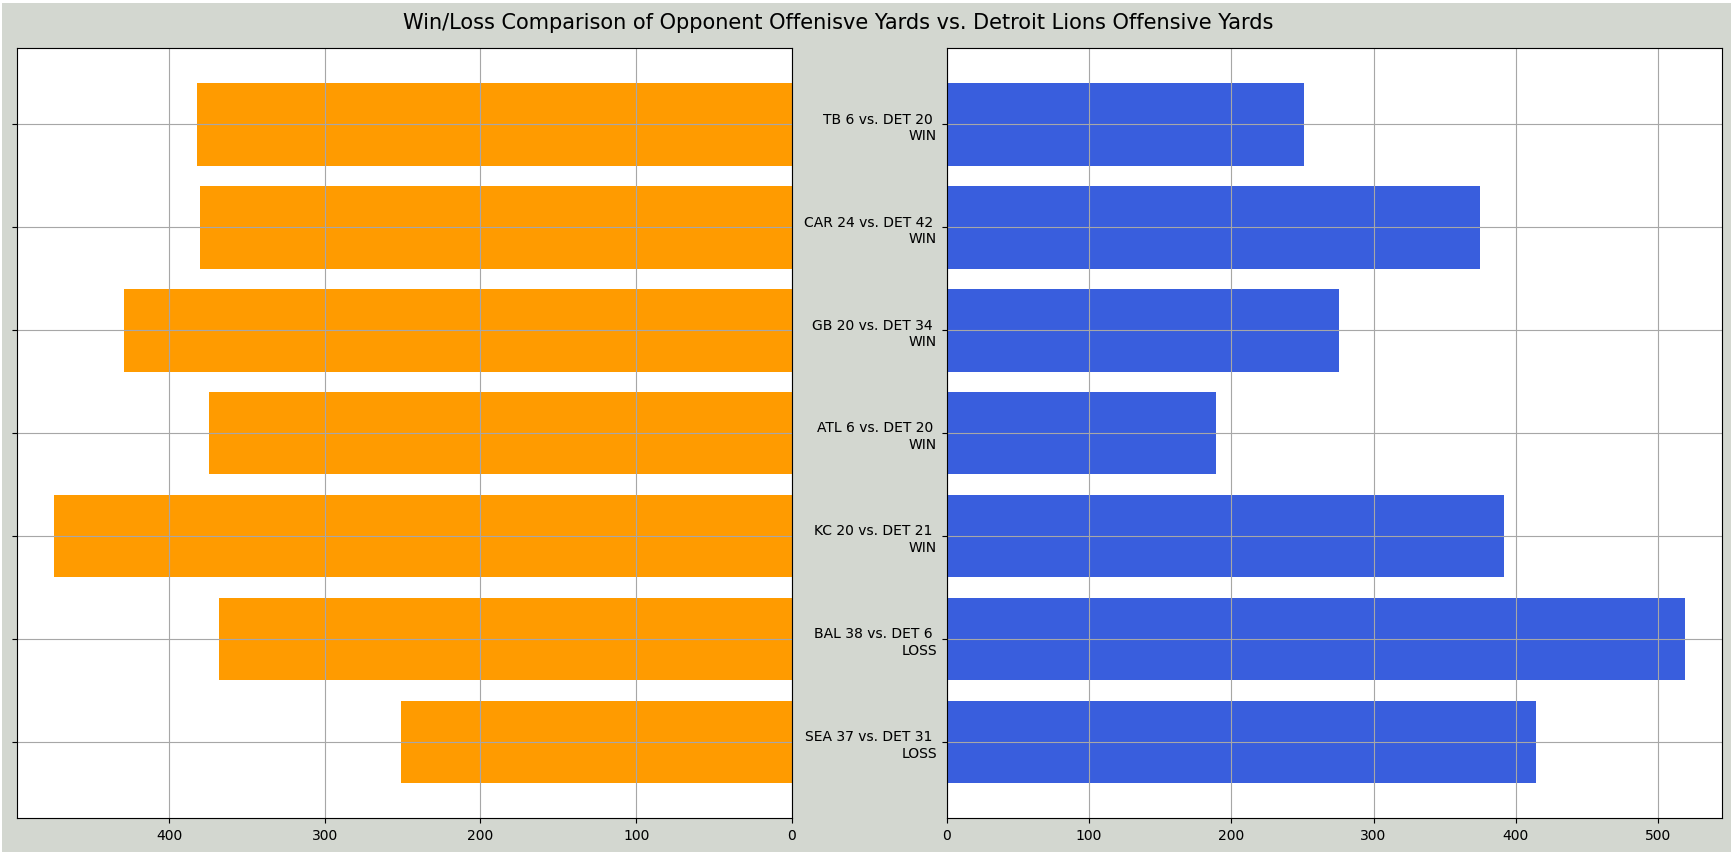 Win/Loss Comparison of Opponent Offenisve Yards vs. Detroit Lions Offensive Yards
TB 6 vs. DET 20
WIN
CAR 24 vs. DET 42
WIN
GB 20 vs. DET 34
WIN
ATL 6 vs. DET 20
WIN
KC 20 vs. DET 21
WIN
BAL 38 vs. DET 6
LOSS
SEA 37 vs. DET 31
LOSS
400 300 200 100 0
0 100 200 300 400 500